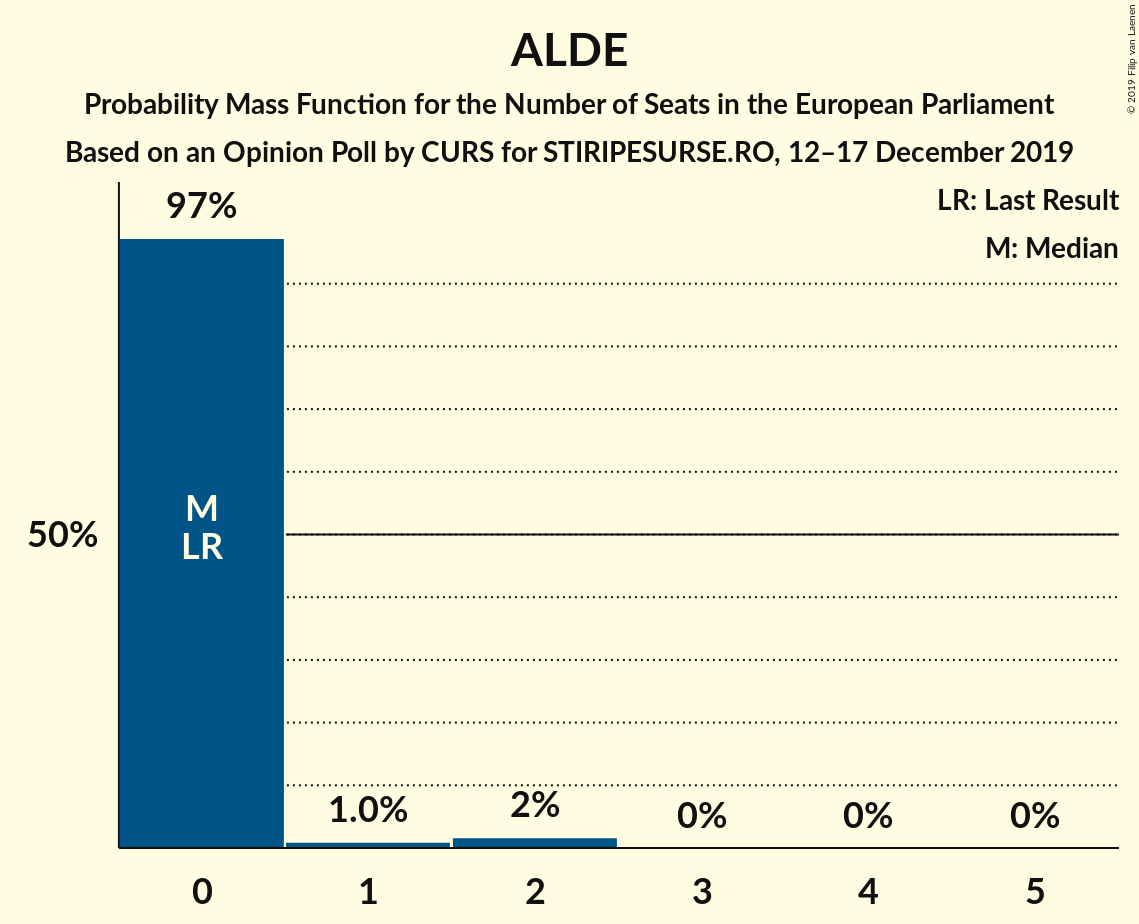 ALDE
Probability Mass Function for the Number of Seats in the European Parliament
Based on an Opinion Poll by CURS for STIRIPESURSE.RO, 12–17 December 2019
© 2019 Filip van Laenen
LR: Last Result
M: Median
97%
M
LR
50%
1.0%
2%
0%
0%
0%
0
1
2
3
4
5